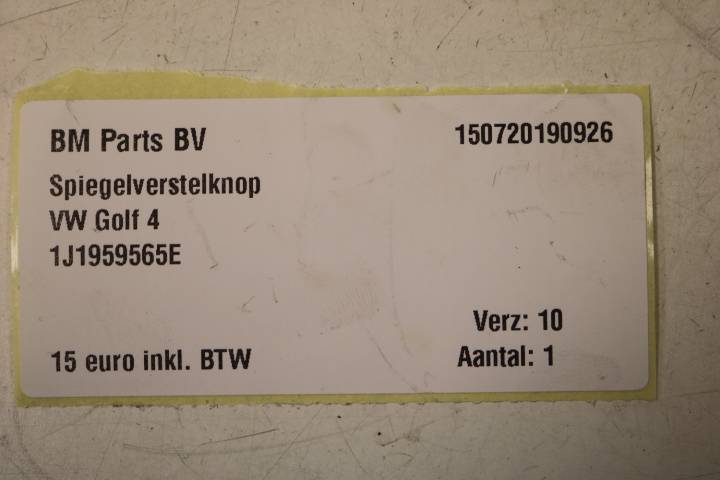 BM Parts BV
150720190926
Spiegelverstelknop
VW Golf 4
1J1959565E
Verz: 10
15 euro inkl. BTW
Aantal: 1